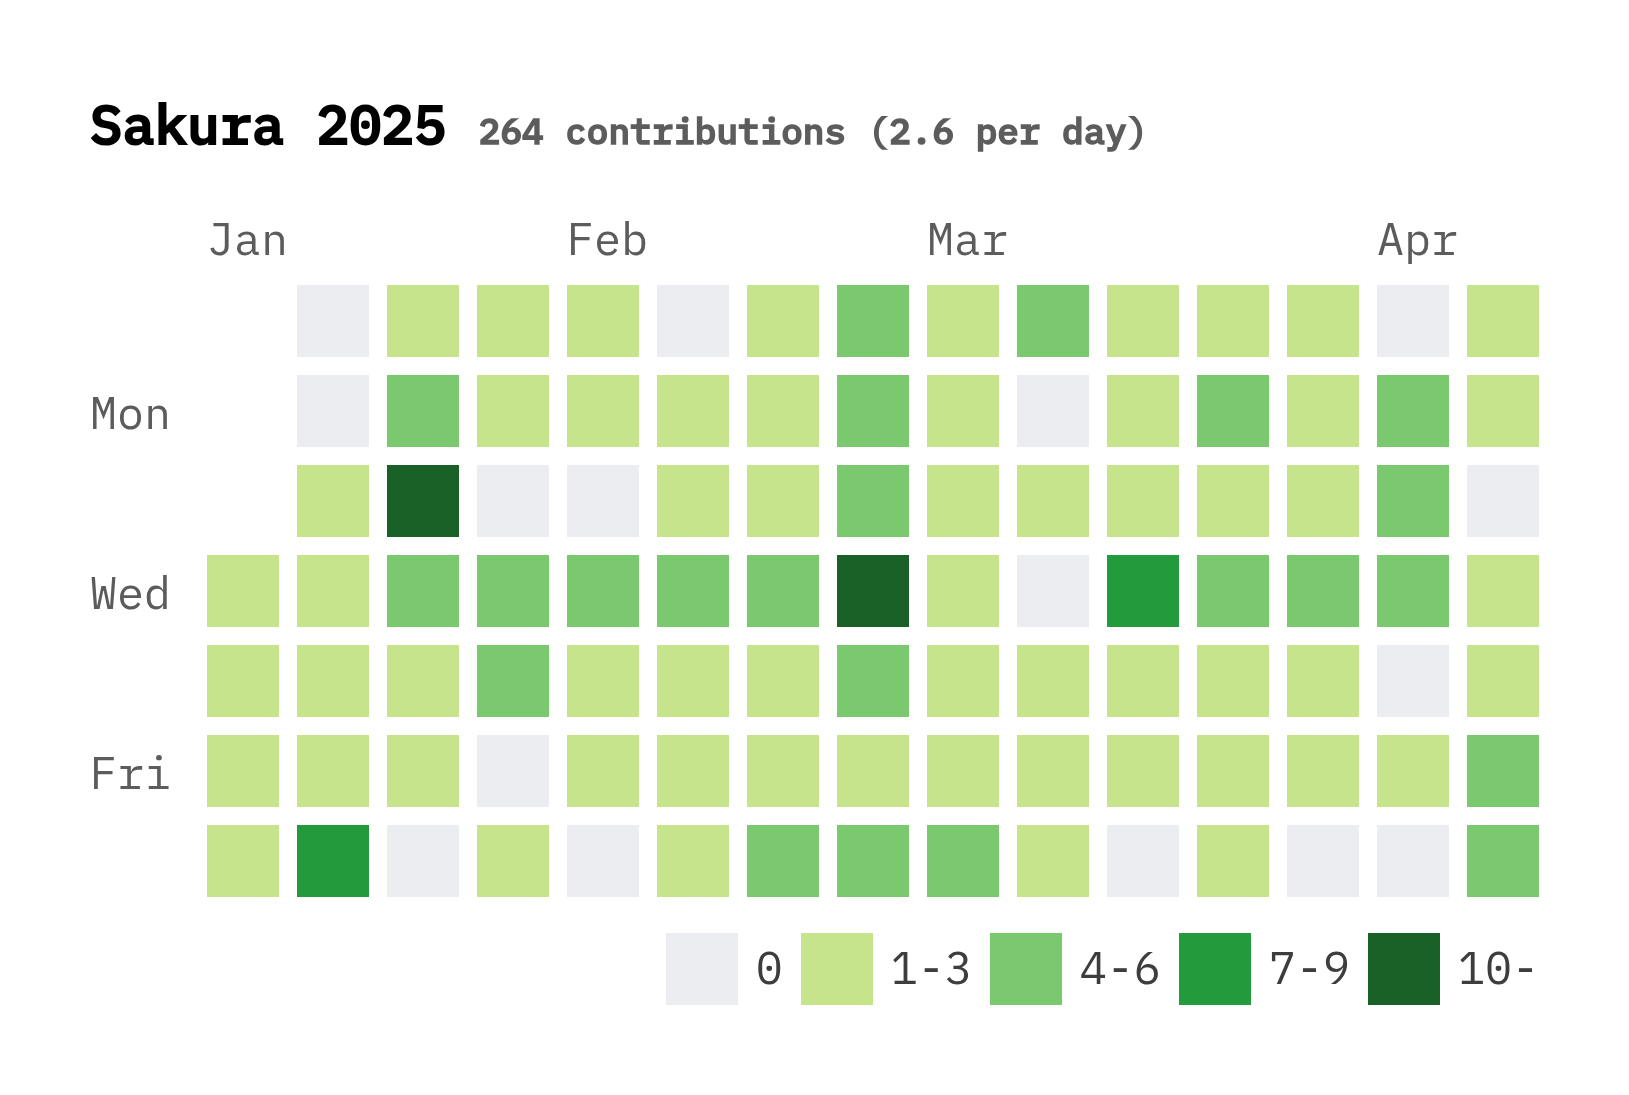 Sakura 2025 264 contributions (2.6 per day)
Jan Feb Mar Apr
Mon
Wed
Fri
0 1-3 4-6 7-9 10-